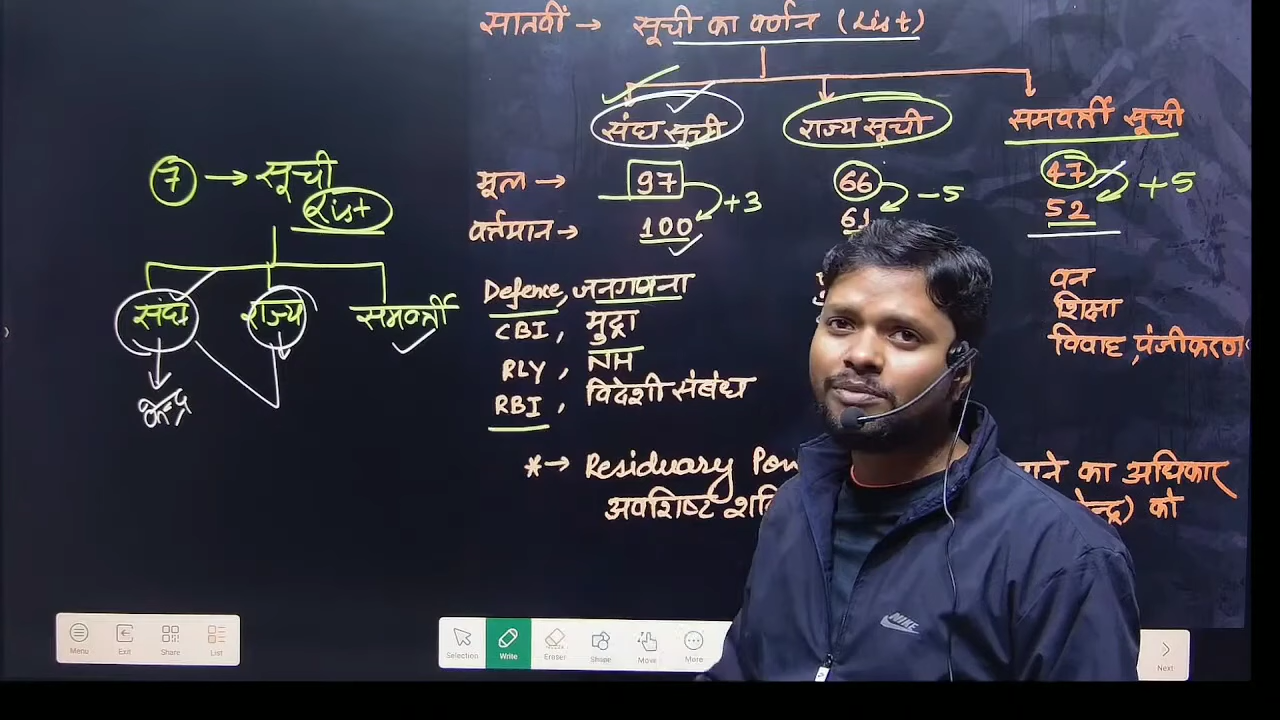 सातवीं → सूची का वर्णन (List)
संघ सूची राज्य सूची समवर्ती सूची
मूल → 97 66 47
+3 -5 +5
वर्तमान → 100 61 52
Defence, जनगणना
CBI, मुद्रा
RLY, NH
RBI, विदेशी संबंध
वन
शिक्षा
विवाह, पंजीकरण
*→ Residuary का अधिकार
अवशिष्ट को
7 → सूची
List
संघ राज्य समवर्ती
केन्द्र
Menu Exit Share List
Selection Write Eraser Shape Move More Next
NIKE